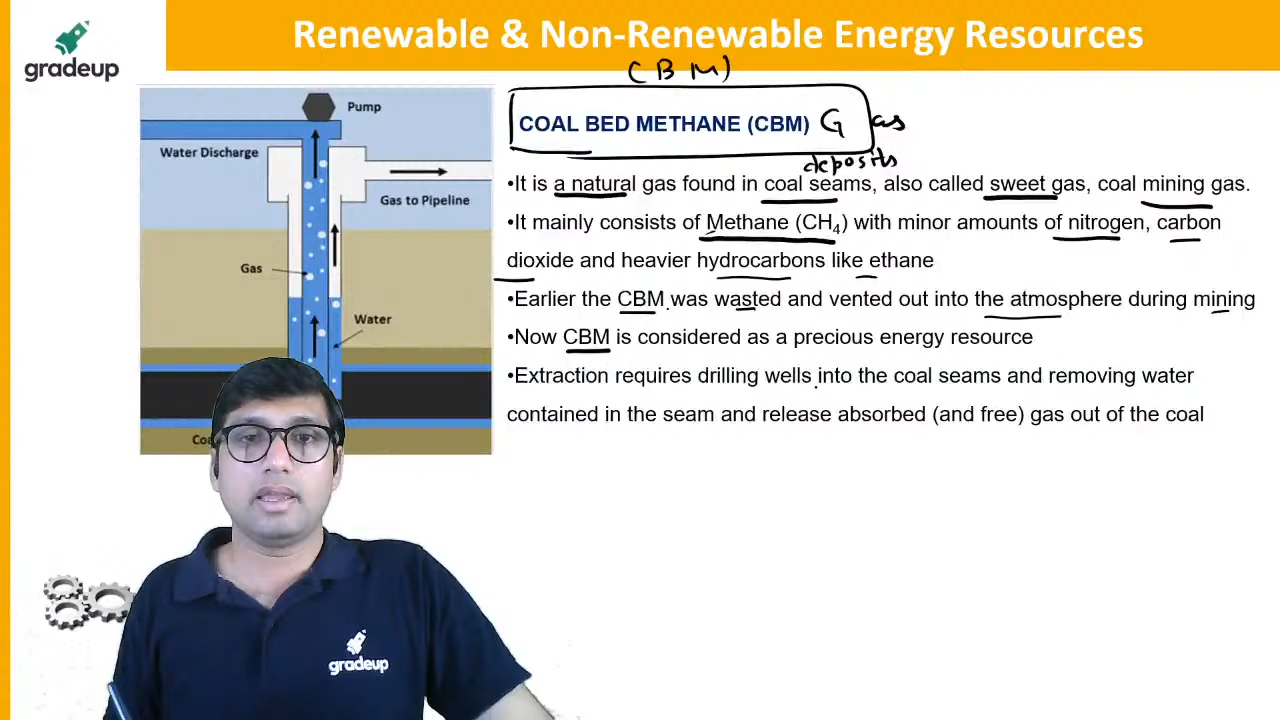 Renewable & Non-Renewable Energy Resources
gradeup
(BM)
COAL BED METHANE (CBM) Gas
deposits
•It is a natural gas found in coal seams, also called sweet gas, coal mining gas.
•It mainly consists of Methane (CH₄) with minor amounts of nitrogen, carbon
dioxide and heavier hydrocarbons like ethane
•Earlier the CBM was wasted and vented out into the atmosphere during mining
•Now CBM is considered as a precious energy resource
•Extraction requires drilling wells into the coal seams and removing water
contained in the seam and release absorbed (and free) gas out of the coal
Pump
Water Discharge
Gas to Pipeline
Gas
Water
gradeup